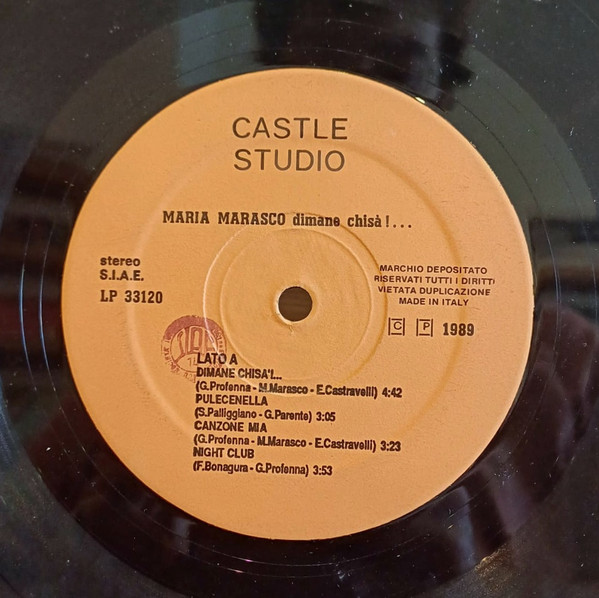 CASTLE
STUDIO
MARIA MARASCO dimane chisà!...
stereo
S.I.A.E.
LP 33120
MARCHIO DEPOSITATO
RISERVATI TUTTI I DIRITTI
VIETATA DUPLICAZIONE
MADE IN ITALY
C P 1989
LATO A
DIMANE CHISA'!...
(G.Profenna - M.Marasco - E.Castravelli) 4:42
PULECENELLA
(S.Palliggiano - G.Parente) 3:05
CANZONE MIA
(G.Profenna - M.Marasco - E.Castravelli) 3:23
NIGHT CLUB
(F.Bonagura - G.Profenna) 3:53